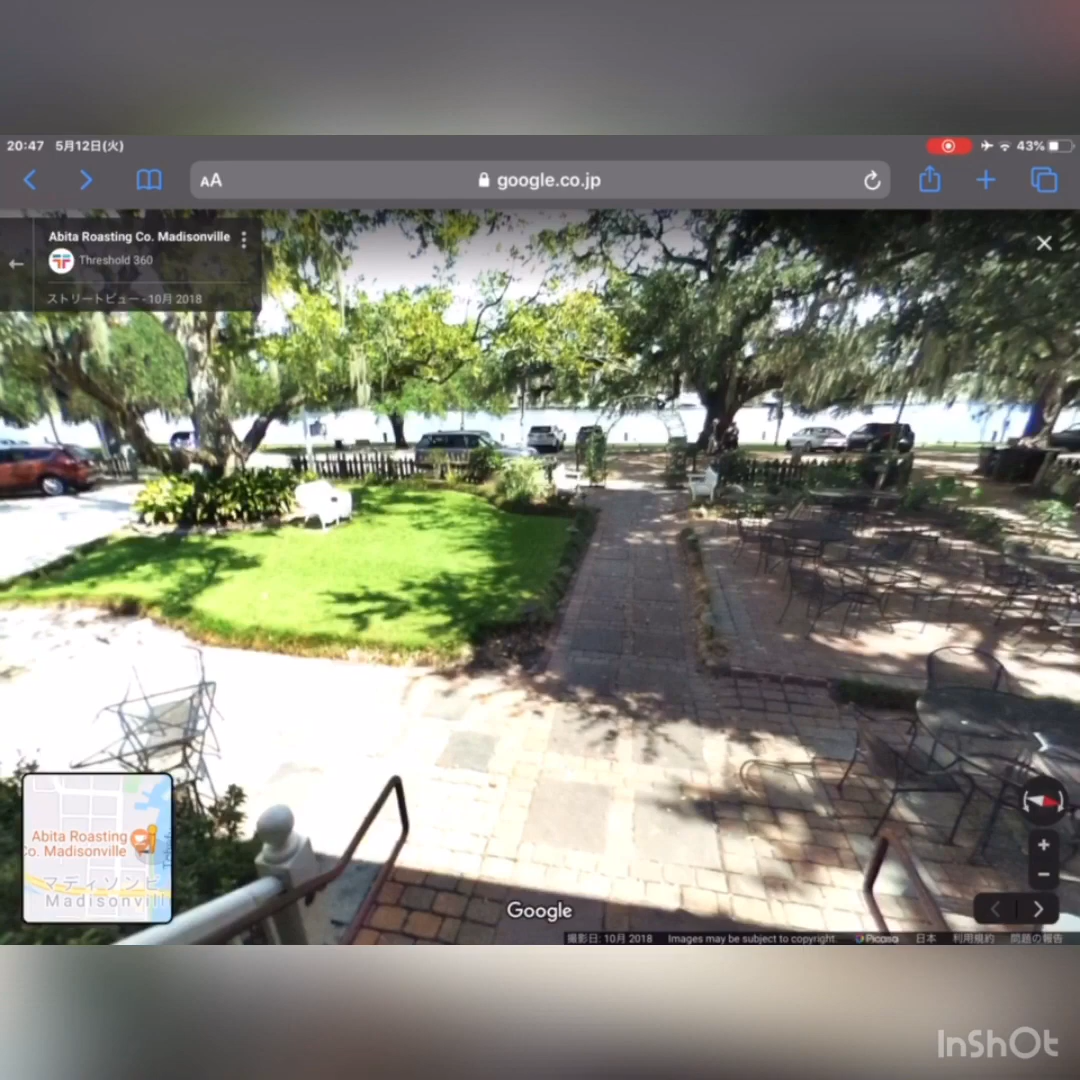 20:47 5月12日(火)
43%
AA
google.co.jp
Abita Roasting Co. Madisonville
Threshold 360
ストリートビュー - 10月 2018
Abita Roasting
Co. Madisonville
マディソンビ
Madisonvill
Google
撮影日: 10月 2018 Images may be subject to copyright. Picasa 日本 利用規約 問題の報告
InShOt